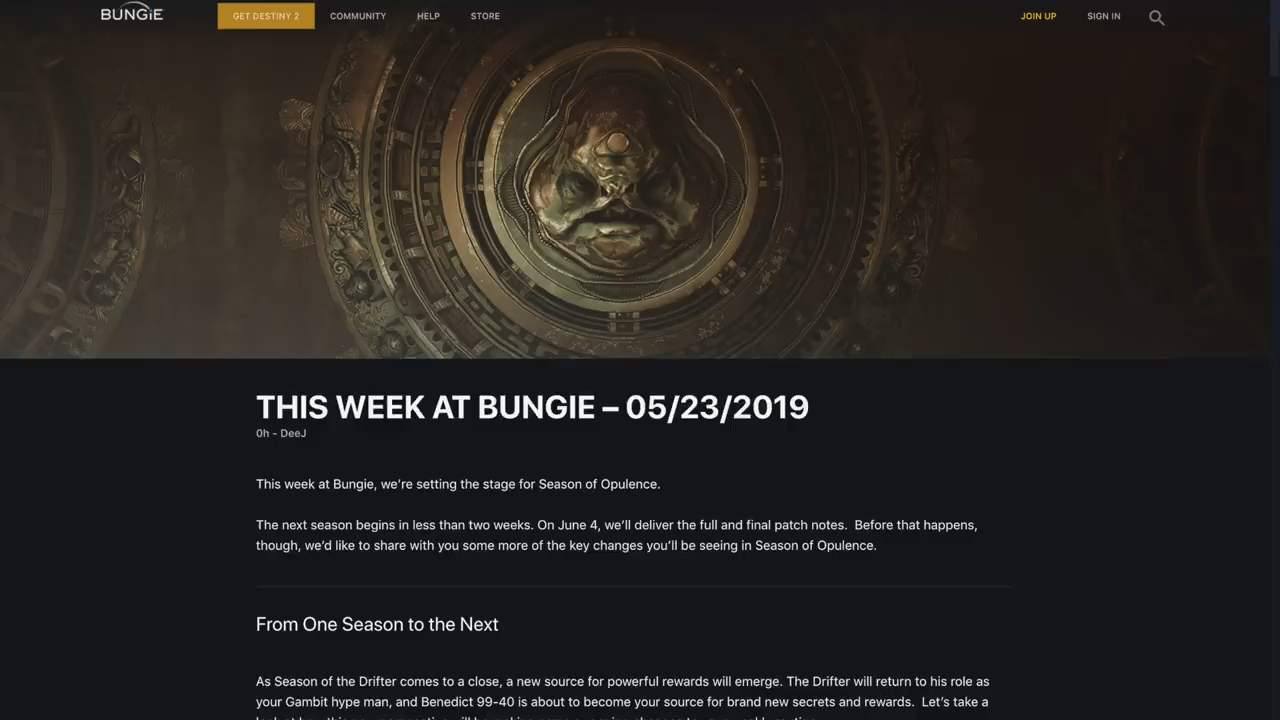 BUNGiE
GET DESTINY 2
COMMUNITY
HELP
STORE
JOIN UP
SIGN IN
THIS WEEK AT BUNGIE – 05/23/2019
0h - DeeJ
This week at Bungie, we’re setting the stage for Season of Opulence.
The next season begins in less than two weeks. On June 4, we’ll deliver the full and final patch notes.  Before that happens,
though, we’d like to share with you some more of the key changes you’ll be seeing in Season of Opulence.
From One Season to the Next
As Season of the Drifter comes to a close, a new source for powerful rewards will emerge. The Drifter will return to his role as
your Gambit hype man, and Benedict 99-40 is about to become your source for brand new secrets and rewards.  Let’s take a